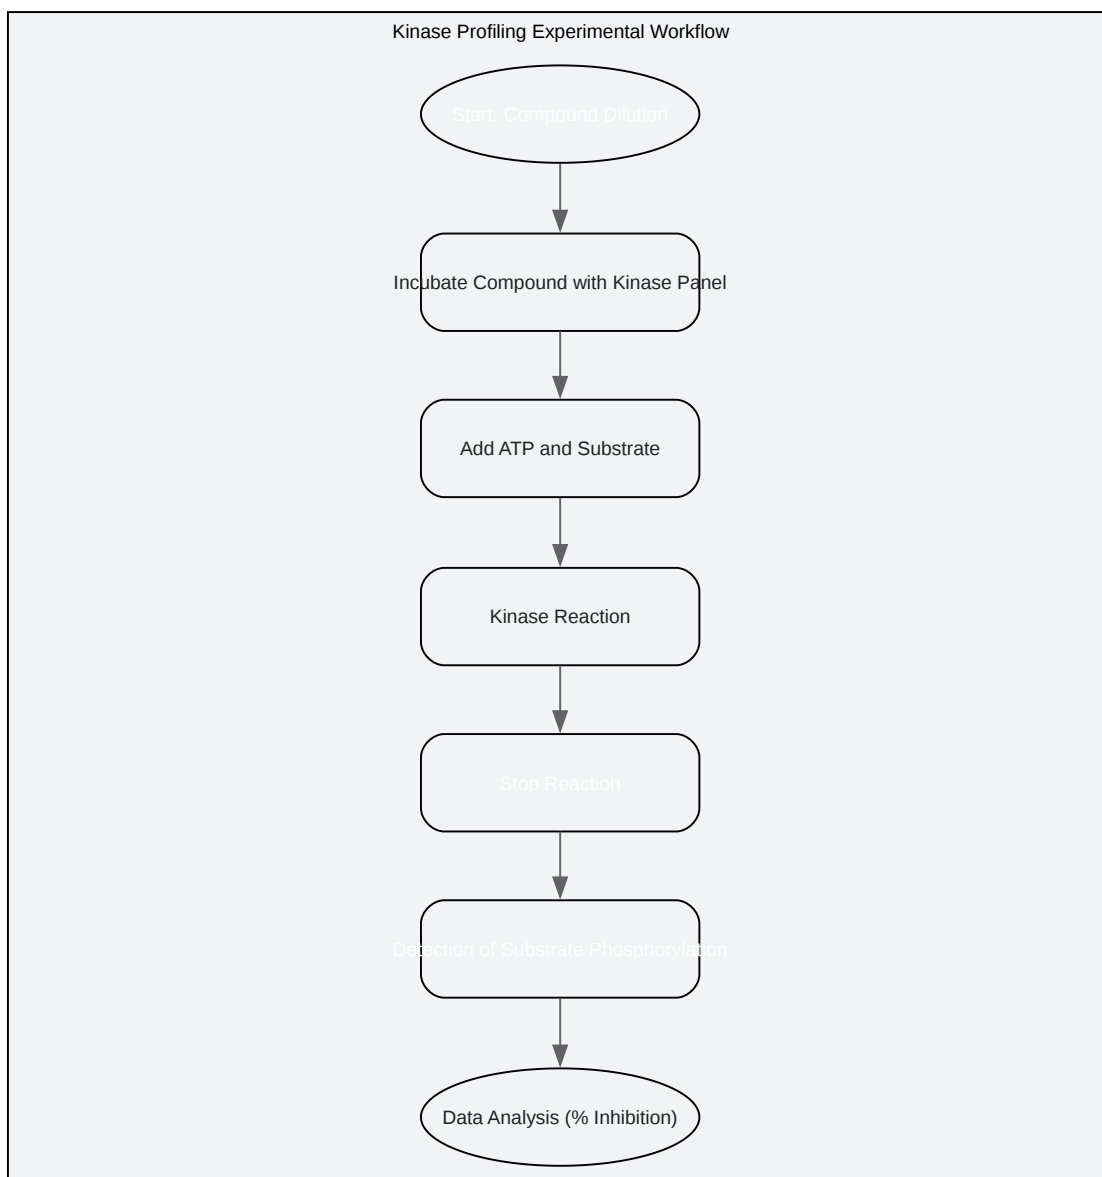 Kinase Profiling Experimental Workflow
Start: Compound Dilution
Incubate Compound with Kinase Panel
Add ATP and Substrate
Kinase Reaction
Stop Reaction
Detection of Substrate Phosphorylation
Data Analysis (% Inhibition)